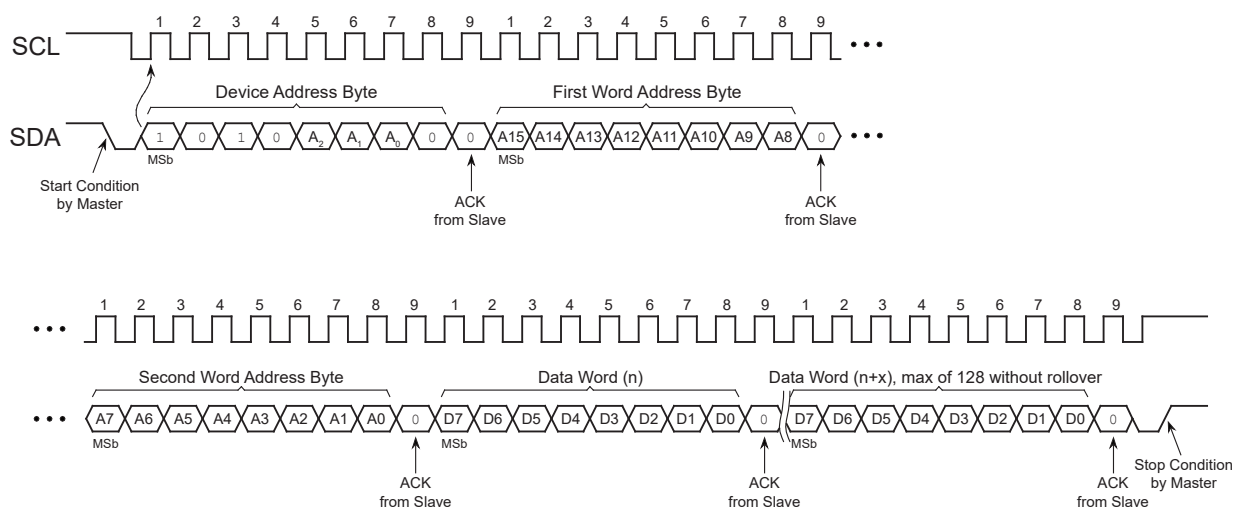 1 2 3 4 5 6 7 8 9 1 2 3 4 5 6 7 8 9
SCL
Device Address Byte First Word Address Byte
SDA 1 0 1 0 A2 A1 A0 0 0 A15 A14 A13 A12 A11 A10 A9 A8 0
MSb MSb
Start Condition
by Master
ACK
from Slave
ACK
from Slave
1 2 3 4 5 6 7 8 9 1 2 3 4 5 6 7 8 9 1 2 3 4 5 6 7 8 9
Second Word Address Byte Data Word (n) Data Word (n+x), max of 128 without rollover
A7 A6 A5 A4 A3 A2 A1 A0 0 D7 D6 D5 D4 D3 D2 D1 D0 0 D7 D6 D5 D4 D3 D2 D1 D0 0
MSb MSb MSb
ACK
from Slave
ACK
from Slave
ACK
from Slave
Stop Condition
by Master